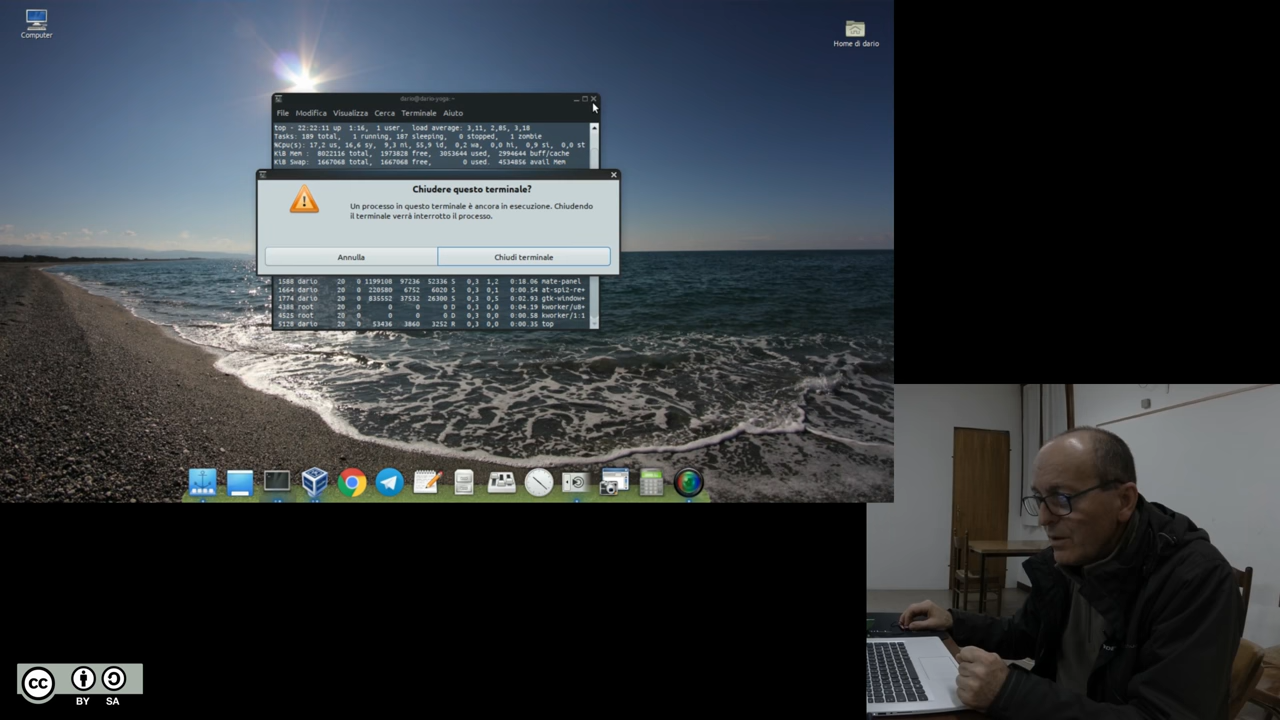 Computer
Home di dario
dario@dario-yoga: ~
File Modifica Visualizza Cerca Terminale Aiuto
top - 22:22:11 up 1:16, 1 user, load average: 3,11, 2,85, 3,18
Tasks: 189 total, 1 running, 187 sleeping, 0 stopped, 1 zombie
%Cpu(s): 17,2 us, 16,6 sy, 9,3 ni, 55,9 id, 0,2 wa, 0,0 hi, 0,9 si, 0,0 st
KiB Mem : 8022116 total, 1973828 free, 3053644 used, 2994644 buff/cache
KiB Swap: 1667068 total, 1667068 free, 0 used. 4534856 avail Mem
Chiudere questo terminale?
Un processo in questo terminale è ancora in esecuzione. Chiudendo
il terminale verrà interrotto il processo.
Annulla
Chiudi terminale
1588 dario 20 0 1199108 97236 52336 S 0,3 1,2 0:18.06 mate-panel
1664 dario 20 0 220580 6752 6020 S 0,3 0,1 0:00.54 at-spi2-re+
1774 dario 20 0 835552 37532 26300 S 0,3 0,5 0:02.93 gtk-window+
4388 root 20 0 0 0 0 D 0,3 0,0 0:04.19 kworker/u8+
4525 root 20 0 0 0 0 D 0,3 0,0 0:00.58 kworker/1:1
5128 dario 20 0 53436 3860 3252 R 0,3 0,0 0:00.35 top
cc
BY SA